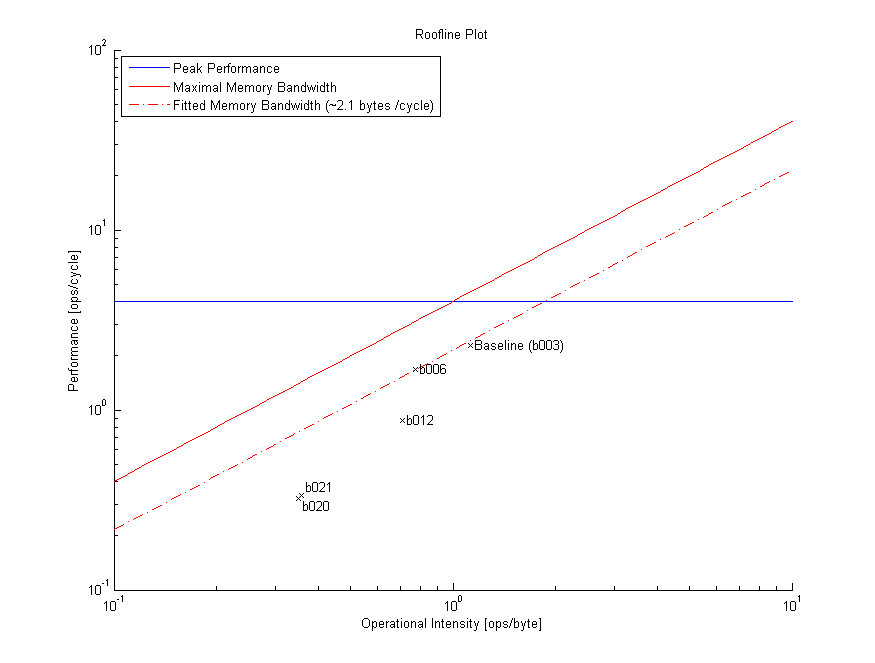 Roofline Plot
Peak Performance
Maximal Memory Bandwidth
Fitted Memory Bandwidth (~2.1 bytes /cycle)
10^2
10^1
10^0
10^-1
Performance [ops/cycle]
Baseline (b003)
b006
b012
b021
b020
10^-1
10^0
10^1
Operational Intensity [ops/byte]